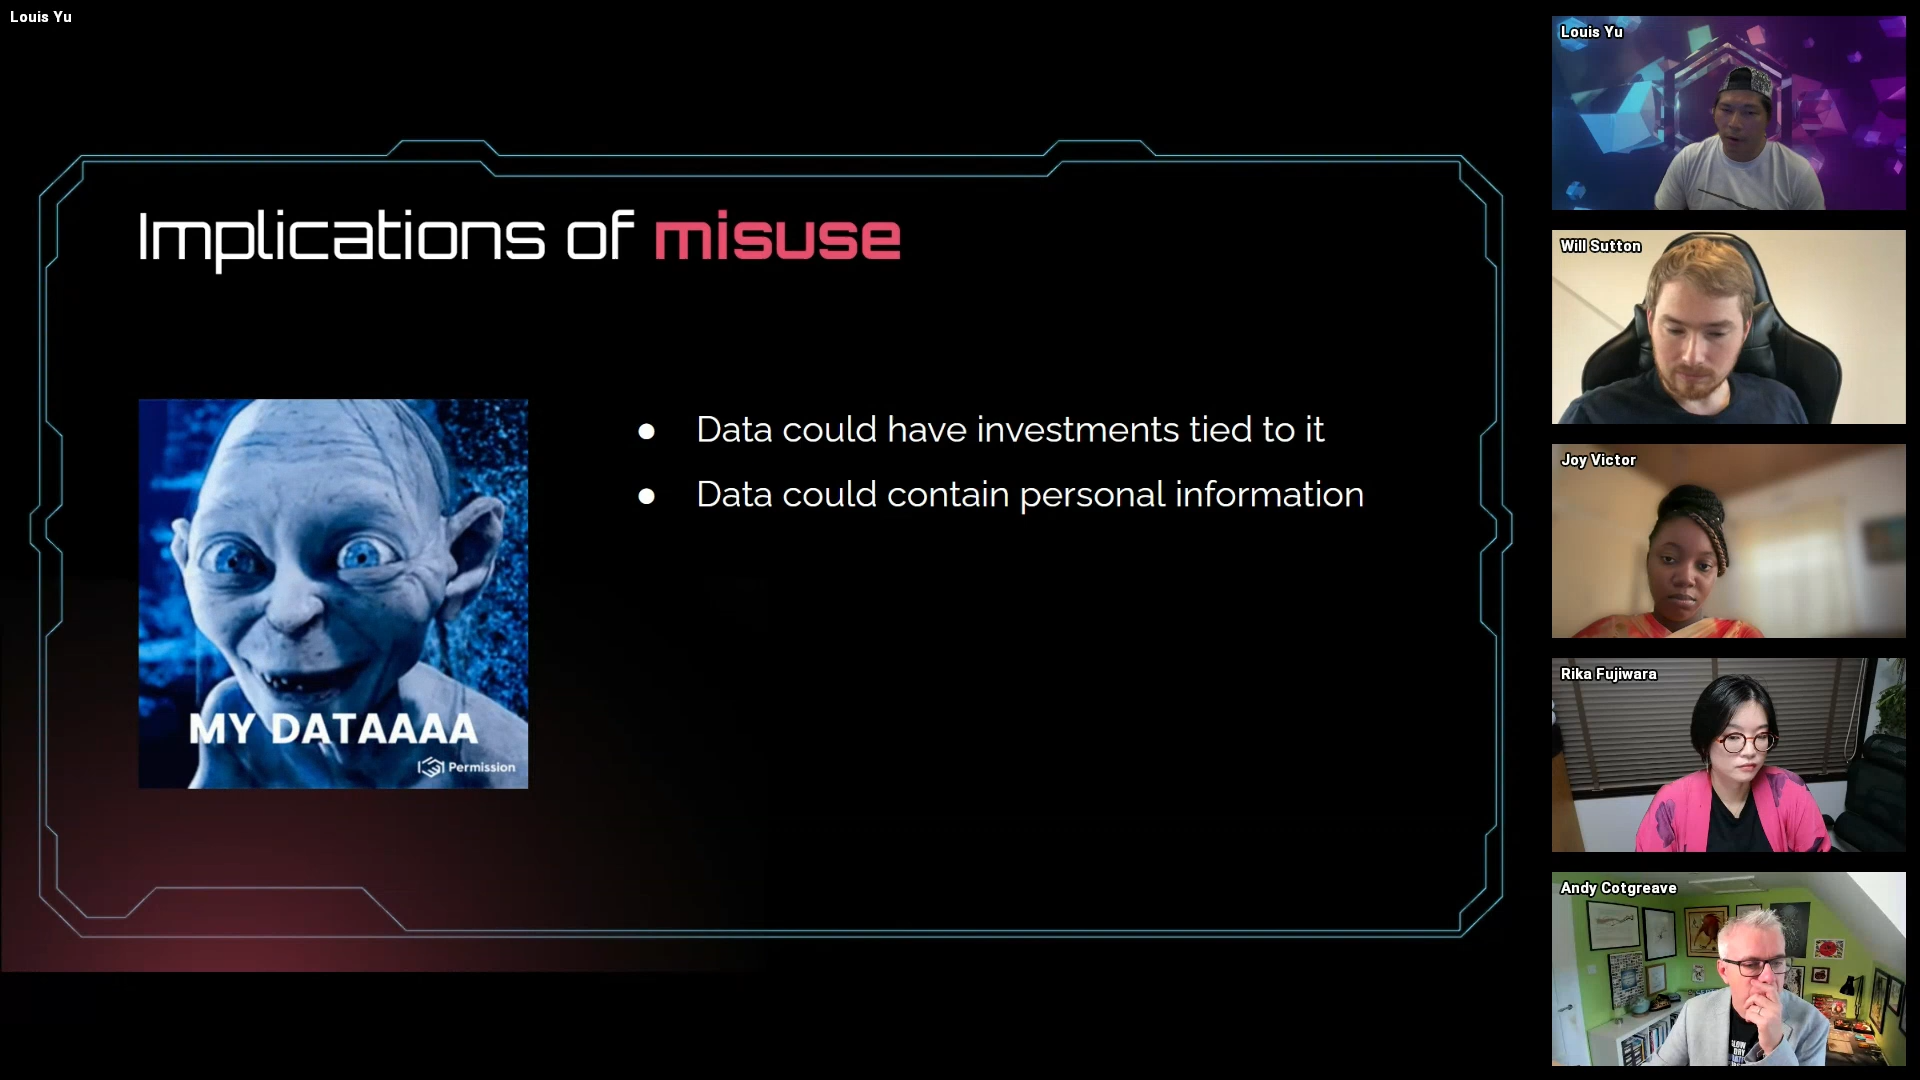 Louis Yu
Implications of misuse
Data could have investments tied to it
Data could contain personal information
MY DATAAAA
Permission
Louis Yu
Will Sutton
Joy Victor
Rika Fujiwara
Andy Cotgreave